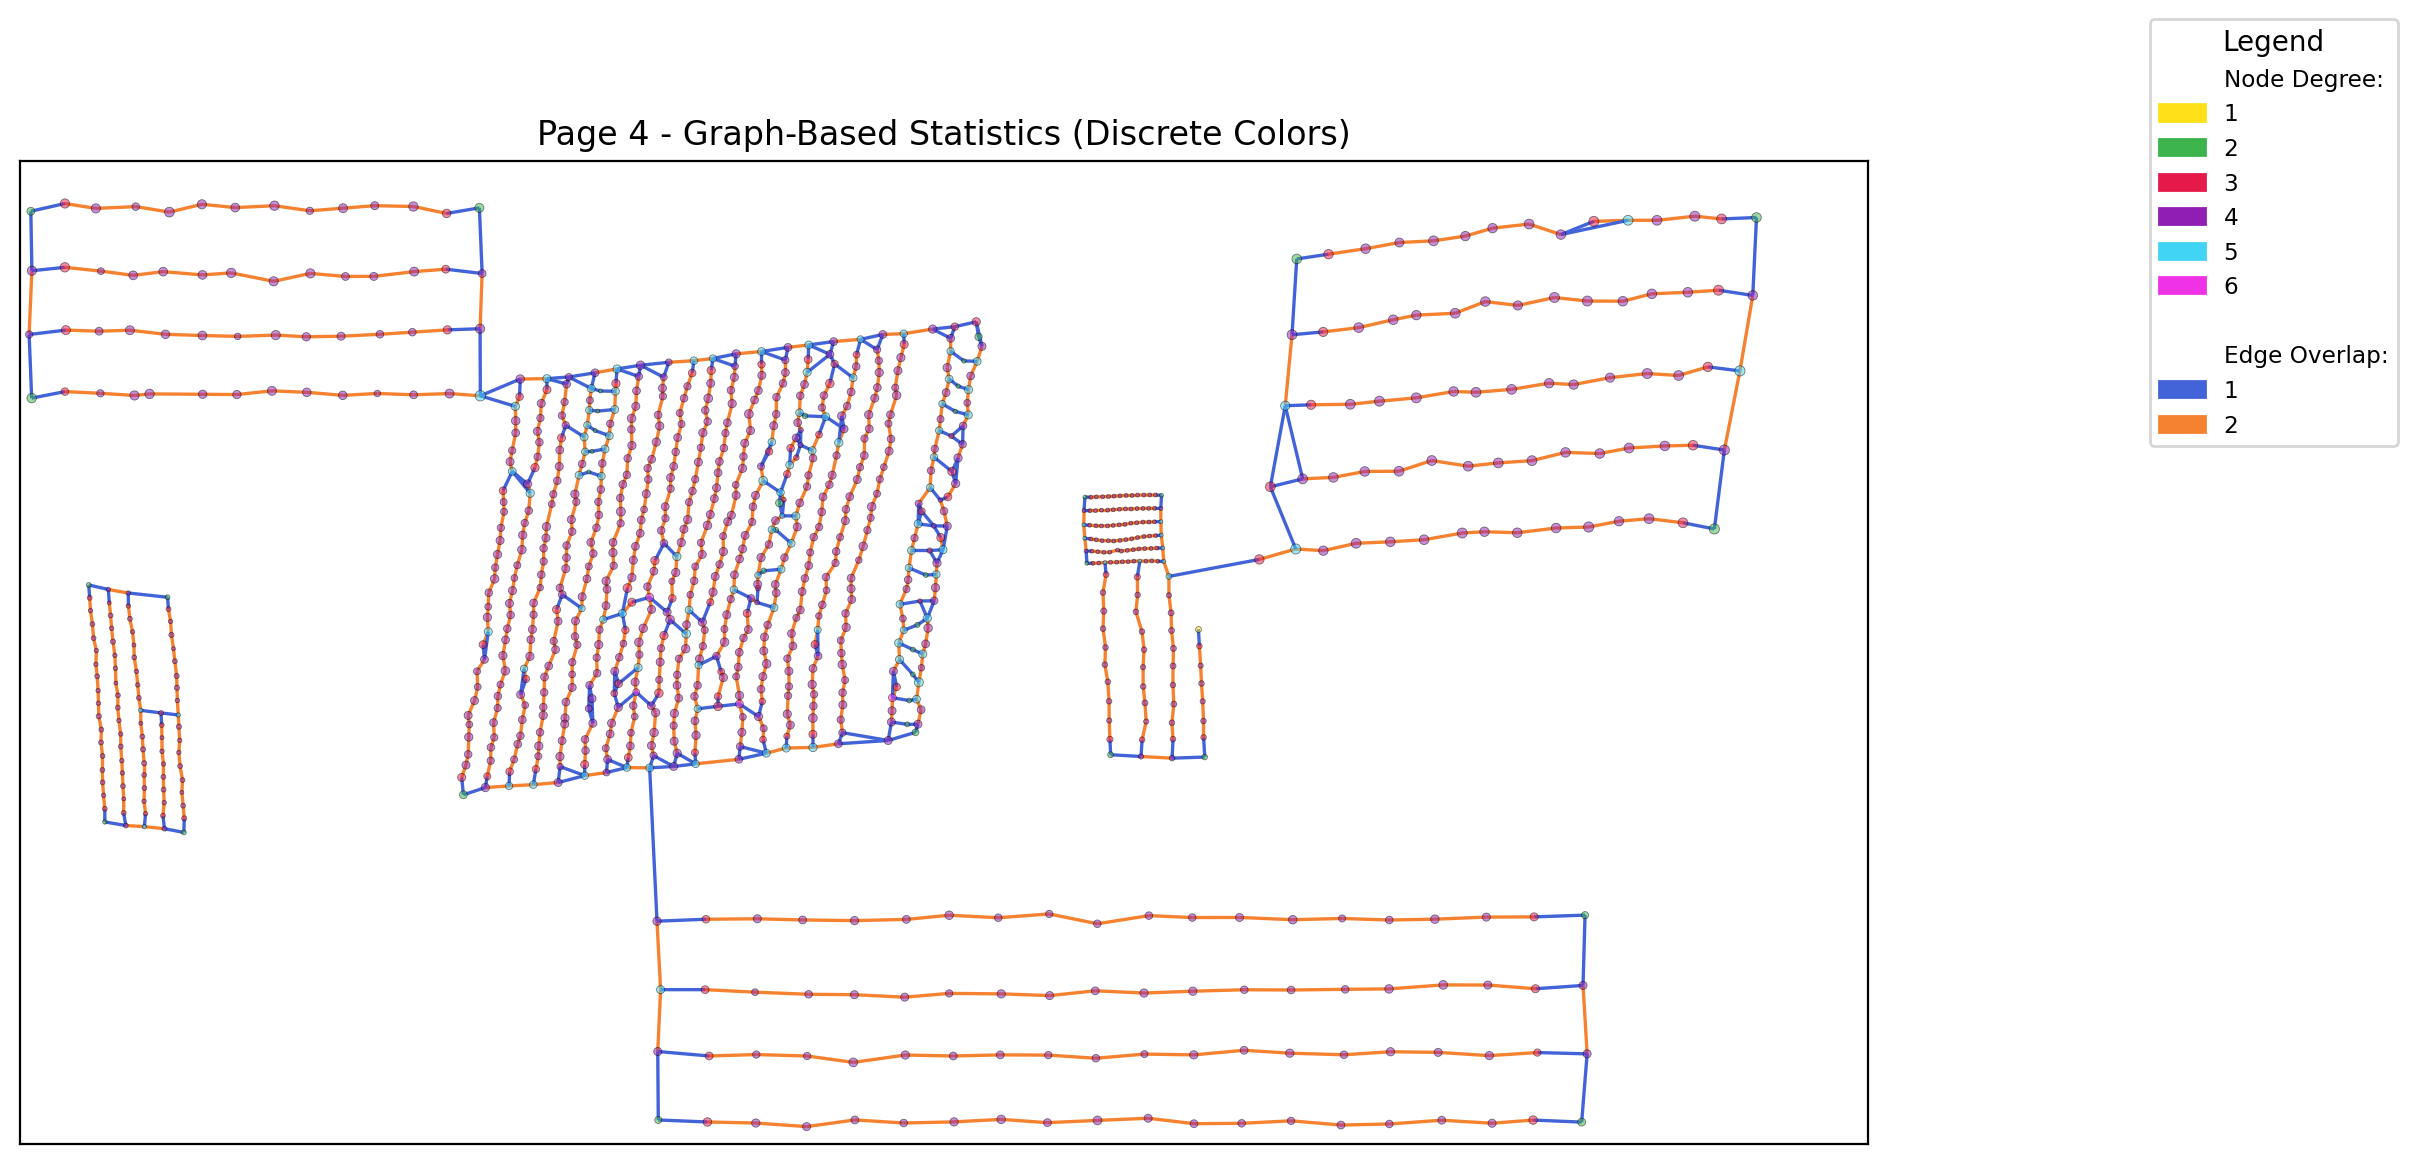 Page 4 - Graph-Based Statistics (Discrete Colors)
Legend
Node Degree:
1
2
3
4
5
6
Edge Overlap:
1
2